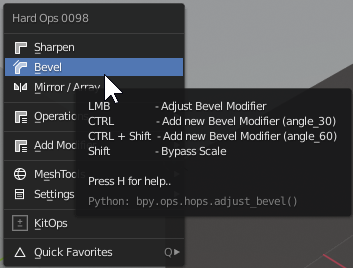 Hard Ops 0098
Sharpen
Bevel
Mirror / Array
LMB - Adjust Bevel Modifier
CTRL - Add new Bevel Modifier (angle_30)
CTRL + Shift - Add new Bevel Modifier (angle_60)
Shift - Bypass Scale
Press H for help..
Python: bpy.ops.hops.adjust_bevel()
Operation
Add Mod
MeshToo
Settings
KitOps
Quick Favorites Q